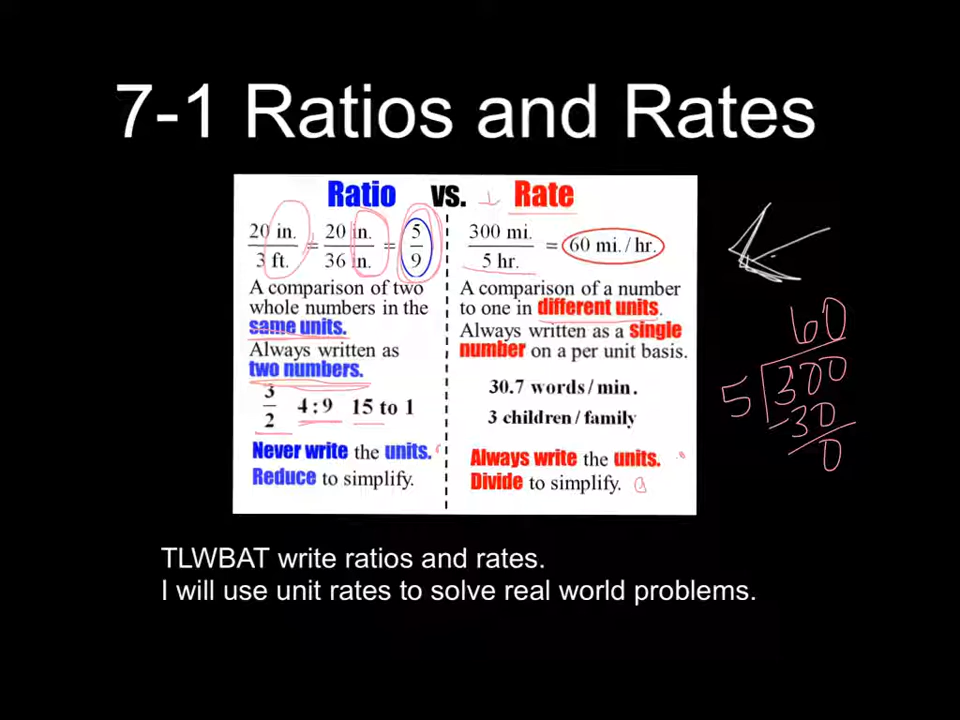 7-1 Ratios and Rates
Ratio vs. Rate
20 in. / 3 ft. = 20 in. / 36 in. = 5 / 9
A comparison of two
whole numbers in the
same units.
Always written as
two numbers.
3 / 2 4 : 9 15 to 1
Never write the units.
Reduce to simplify.
300 mi. / 5 hr. = 60 mi./hr.
A comparison of a number
to one in different units.
Always written as a single
number on a per unit basis.
30.7 words/min.
3 children/family
Always write the units.
Divide to simplify.
60
5 300
-30
0
TLWBAT write ratios and rates.
I will use unit rates to solve real world problems.